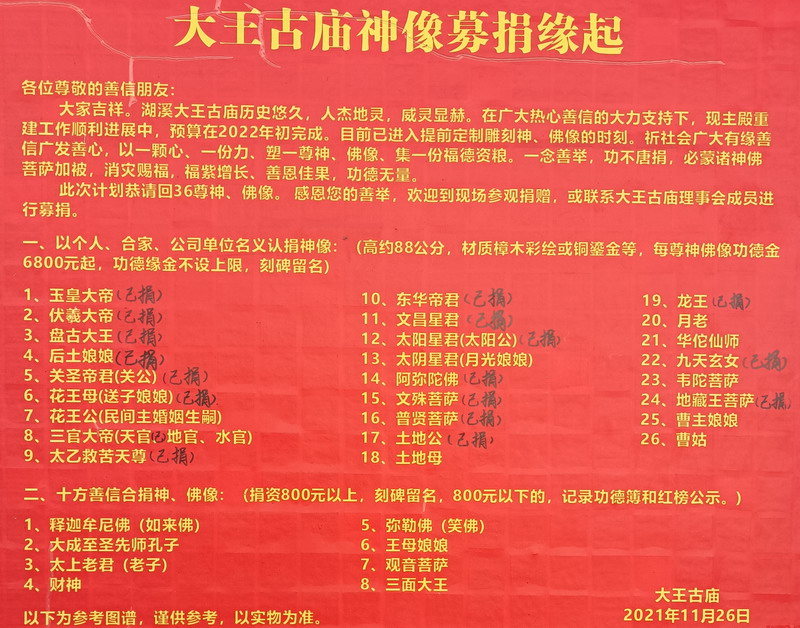 大王古庙神像募捐缘起
各位尊敬的善信朋友：
大家吉祥。湖溪大王古庙历史悠久，人杰地灵，威灵显赫。在广大热心善信的大力支持下，现主殿重
建工作顺利进展中，预算在2022年初完成。目前已进入提前定制雕刻神、佛像的时刻。祈社会广大有缘善
信广发善心，以一颗心、一份力、塑一尊神、佛像、集一份福德资粮。一念善举，功不唐捐，必蒙诸神佛
菩萨加被，消灾赐福，福紫增长、善恩佳果，功德无量。
此次计划恭请回36尊神、佛像。 感恩您的善举，欢迎到现场参观捐赠，或联系大王古庙理事会成员进
行募捐。
一、以个人、合家、公司单位名义认捐神像：（高约88公分，材质樟木彩绘或铜鎏金等，每尊神佛像功德金
6800元起，功德缘金不设上限，刻碑留名）
1、玉皇大帝(已捐)
2、伏羲大帝(已捐)
3、盘古大王(已捐)
4、后土娘娘(已捐)
5、关圣帝君(关公)(已捐)
6、花王母(送子娘娘)(已捐)
7、花王公(民间主婚姻生嗣)
8、三官大帝(天官已地官、水官)
9、太乙救苦天尊(已捐)
10、东华帝君(已捐)
11、文昌星君(已捐)
12、太阳星君(太阳公)(已捐)
13、太阴星君(月光娘娘)
14、阿弥陀佛(已捐)
15、文殊菩萨(已捐)
16、普贤菩萨(已捐)
17、土地公(已捐)
18、土地母
19、龙王(已捐)
20、月老
21、华佗仙师
22、九天玄女(已捐)
23、韦陀菩萨
24、地藏王菩萨(已捐)
25、曹主娘娘
26、曹姑
二、十方善信合捐神、佛像：（捐资800元以上，刻碑留名，800元以下的，记录功德簿和红榜公示。）
1、释迦牟尼佛（如来佛）
2、大成至圣先师孔子
3、太上老君（老子）
4、财神
5、弥勒佛（笑佛）
6、王母娘娘
7、观音菩萨
8、三面大王
以下为参考图谱，谨供参考，以实物为准。
大王古庙
2021年11月26日